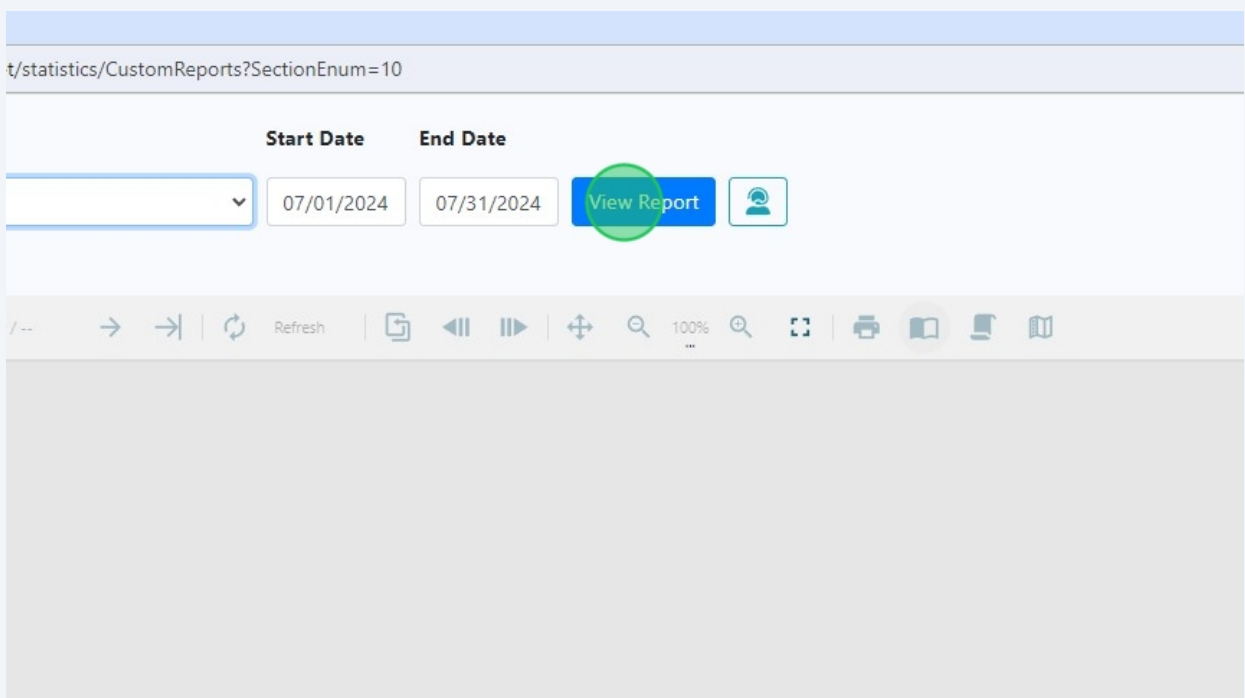 t/statistics/CustomReports?SectionEnum=10
Start Date End Date
07/01/2024 07/31/2024 View Report
/ -- Refresh 100%
...